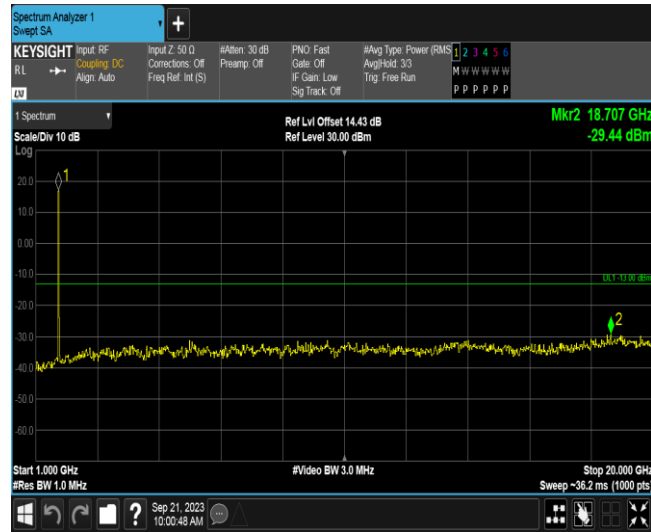 Spectrum Analyzer 1
Swept SA
+
KEYSIGHT
RL
LXI
Input: RF
Coupling: DC
Align: Auto
Input Z: 50 Ω
Corrections: Off
Freq Ref: Int (S)
#Atten: 30 dB
Preamp: Off
PNO: Fast
Gate: Off
IF Gain: Low
Sig Track: Off
#Avg Type: Power (RMS
Avg|Hold: 3/3
Trig: Free Run
1 2 3 4 5 6
M W W W W W
P P P P P P
1 Spectrum
Scale/Div 10 dB
Log
Ref Lvl Offset 14.43 dB
Ref Level 30.00 dBm
Mkr2 18.707 GHz
-29.44 dBm
1
20.0
10.0
0.00
-10.0
DL1 -13.00 dBm
-20.0
2
-30.0
-40.0
-50.0
-60.0
Start 1.000 GHz
#Res BW 1.0 MHz
#Video BW 3.0 MHz
Stop 20.000 GHz
Sweep ~36.2 ms (1000 pts)
?
Sep 21, 2023
10:00:48 AM